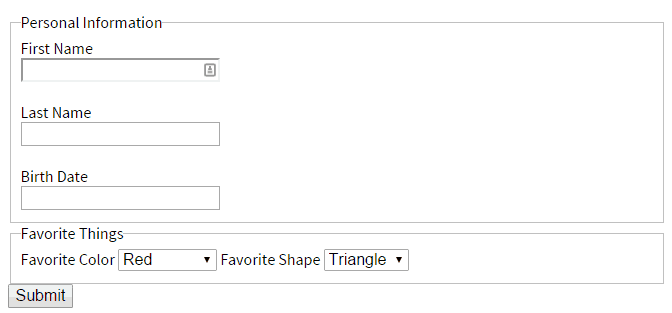 Personal Information
First Name
Last Name
Birth Date
Favorite Things
Favorite Color Red Favorite Shape Triangle
Submit